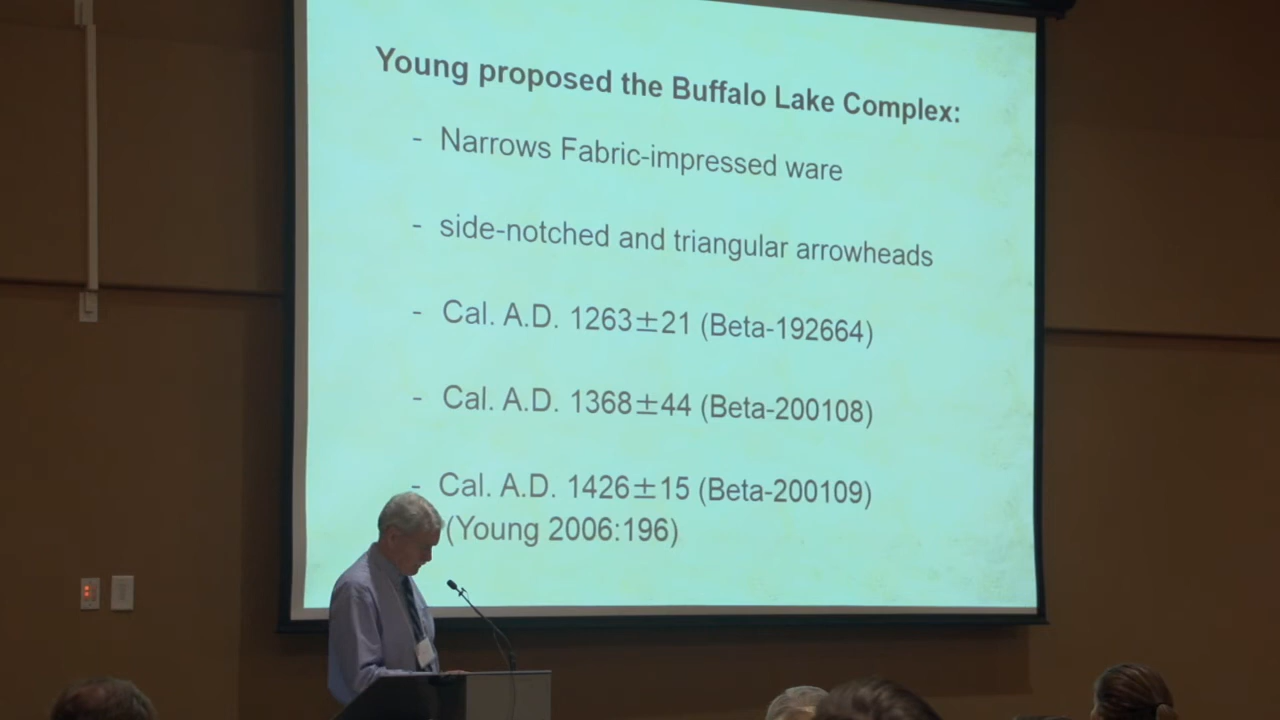 Young proposed the Buffalo Lake Complex:
- Narrows Fabric-impressed ware
- side-notched and triangular arrowheads
- Cal. A.D. 1263±21 (Beta-192664)
- Cal. A.D. 1368±44 (Beta-200108)
- Cal. A.D. 1426±15 (Beta-200109)
(Young 2006:196)